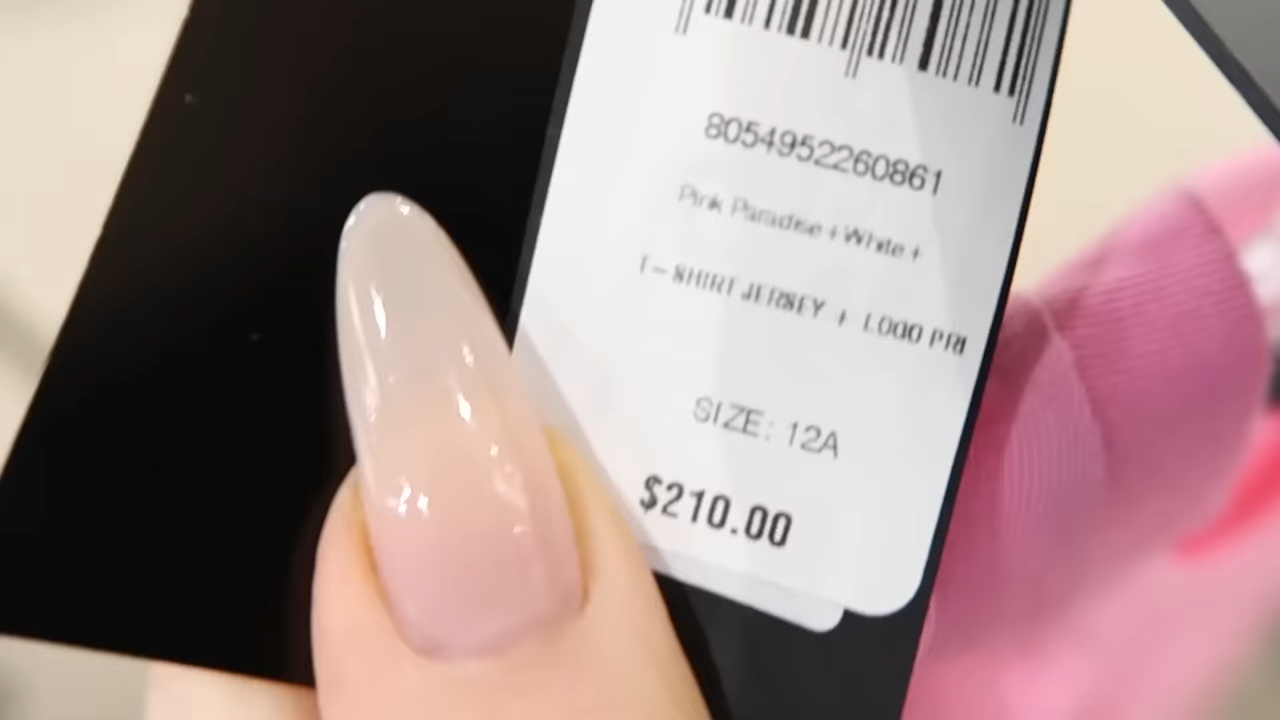 8054952260861
Pink Paradise + White +
T-SHIRT JERSEY + LOGO PRI
SIZE: 12A
$210.00